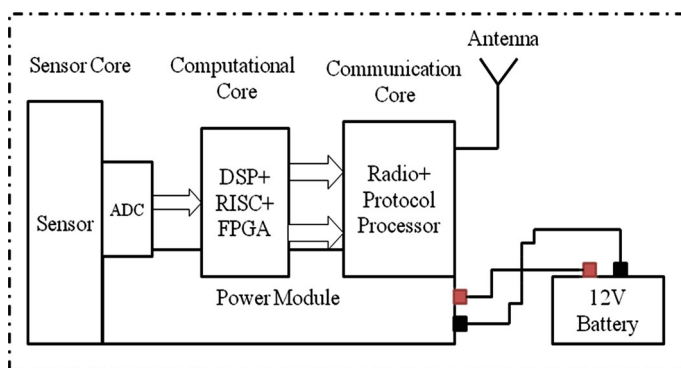 Antenna
Sensor Core
Computational
Core
Communication
Core
Sensor
ADC
DSP+
RISC+
FPGA
Radio+
Protocol
Processor
Power Module
12V
Battery